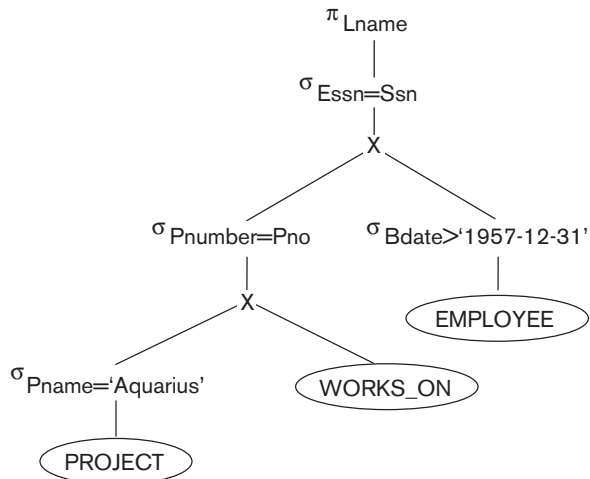 π Lname
σ Essn=Ssn
X
σ Pnumber=Pno
σ Bdate>‘1957-12-31’
X
EMPLOYEE
σ Pname=‘Aquarius’
WORKS_ON
PROJECT